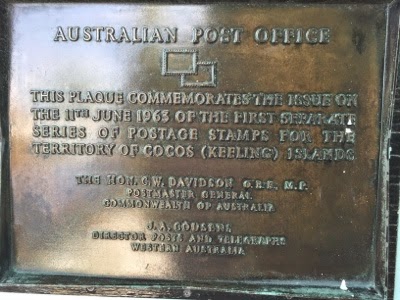 AUSTRALIAN POST OFFICE
THIS PLAQUE COMMEMORATES THE ISSUE ON
THE 11TH JUNE 1963 OF THE FIRST SEPARATE
SERIES OF POSTAGE STAMPS FOR THE
TERRITORY OF COCOS (KEELING) ISLANDS
THE HON. C.W. DAVIDSON O.B.E. M.P.
POSTMASTER GENERAL
COMMONWEALTH OF AUSTRALIA
J.A.
DIRECTOR POSTS AND TELEGRAPHS
WESTERN AUSTRALIA